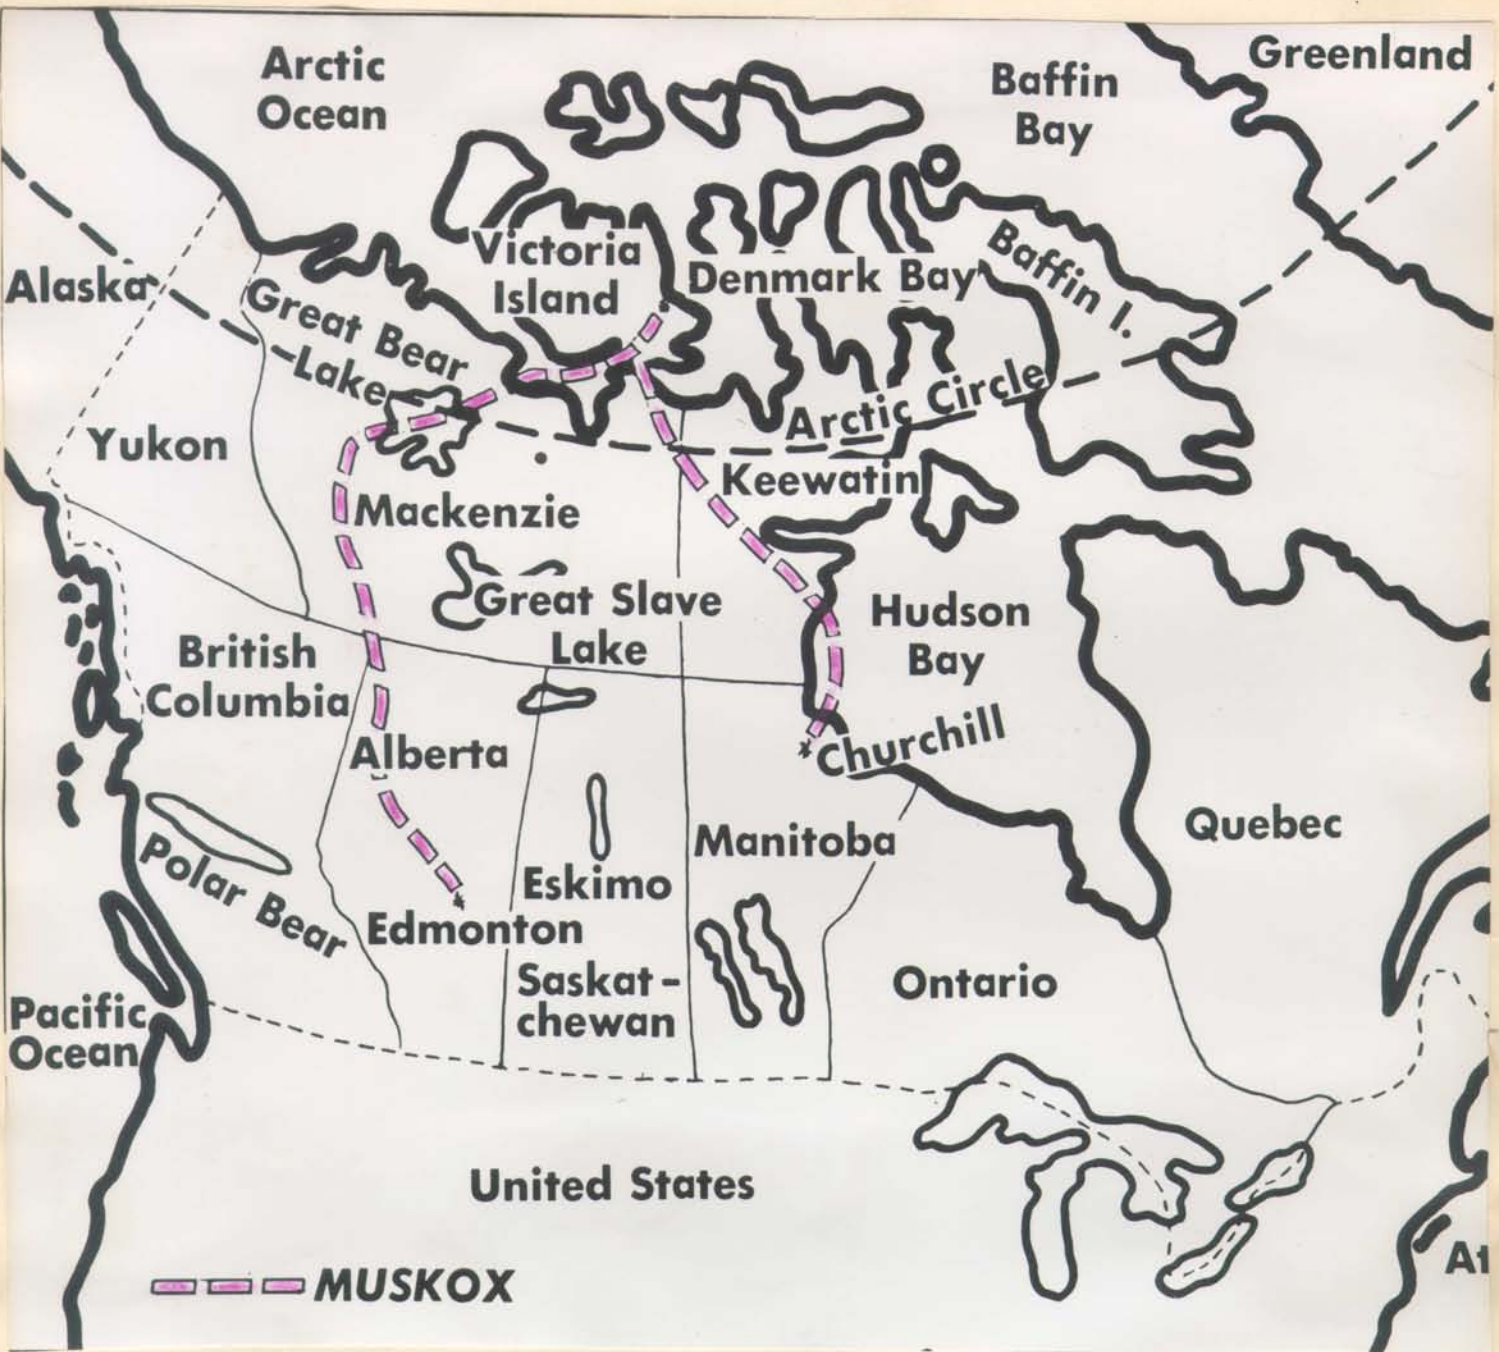 Arctic
Ocean
Baffin
Bay
Greenland
Victoria
Island
Denmark Bay
Baffin I.
Alaska
Great Bear
Lake
Arctic Circle
Yukon
Keewatin
Mackenzie
Great Slave
Lake
Hudson
Bay
British
Columbia
Churchill
Alberta
Quebec
Manitoba
Polar Bear
Eskimo
Edmonton
Saskat-
chewan
Ontario
Pacific
Ocean
United States
At
MUSKOX